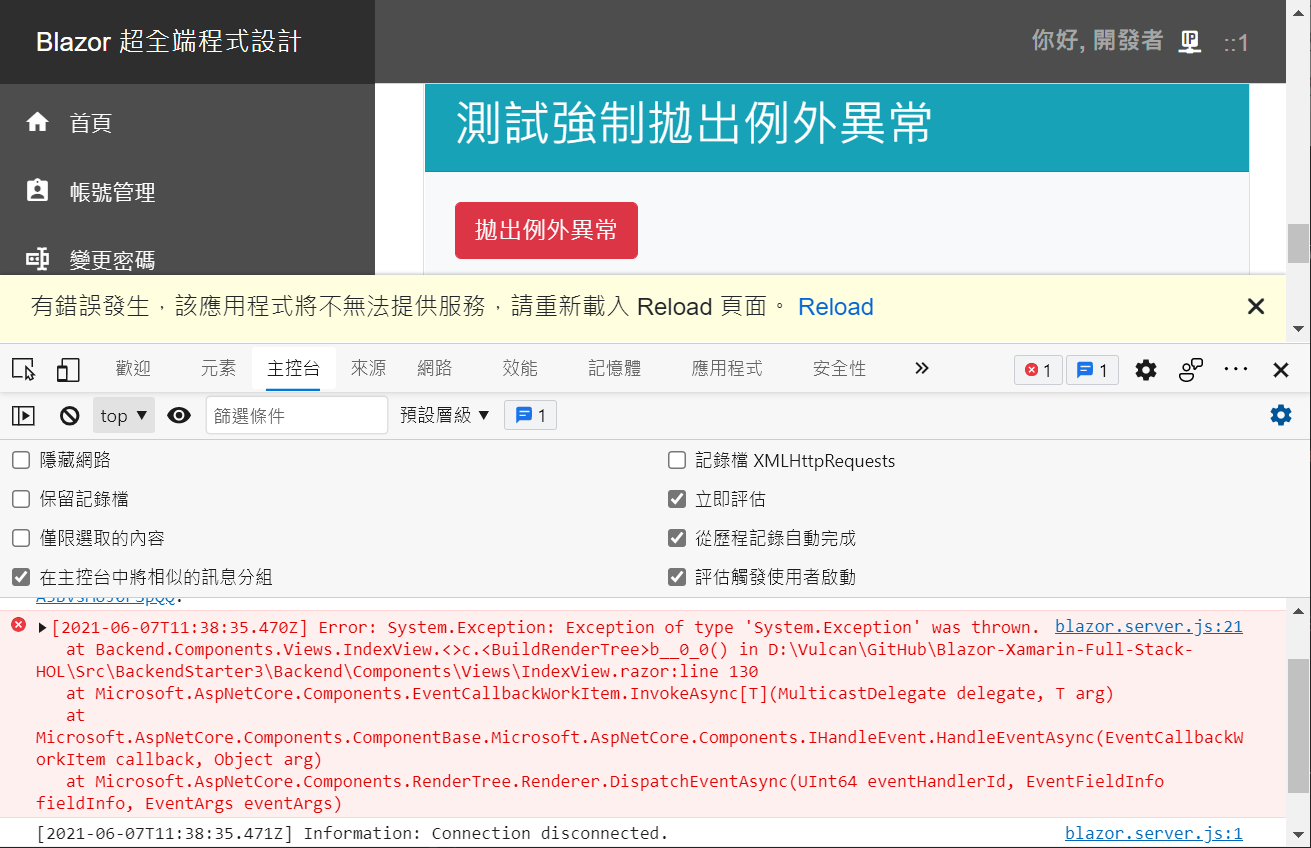 Blazor 超全端程式設計
你好, 開發者 IP ::1
首頁
帳號管理
變更密碼
測試強制拋出例外異常
拋出例外異常
有錯誤發生，該應用程式將不無法提供服務，請重新載入 Reload 頁面。 Reload
歡迎 元素 主控台 來源 網路 效能 記憶體 應用程式 安全性 1 1
top 篩選條件 預設層級 1
隱藏網路
記錄檔 XMLHttpRequests
保留記錄檔
立即評估
僅限選取的內容
從歷程記錄自動完成
在主控台中將相似的訊息分組
評估觸發使用者啟動
[2021-06-07T11:38:35.470Z] Error: System.Exception: Exception of type 'System.Exception' was thrown. blazor.server.js:21
at Backend.Components.Views.IndexView.<>c.<BuildRenderTree>b__0_0() in D:\Vulcan\GitHub\Blazor-Xamarin-Full-Stack-
HOL\Src\BackendStarter3\Backend\Components\Views\IndexView.razor:line 130
at Microsoft.AspNetCore.Components.EventCallbackWorkItem.InvokeAsync[T](MulticastDelegate delegate, T arg)
at
Microsoft.AspNetCore.Components.ComponentBase.Microsoft.AspNetCore.Components.IHandleEvent.HandleEventAsync(EventCallbackW
orkItem callback, Object arg)
at Microsoft.AspNetCore.Components.RenderTree.Renderer.DispatchEventAsync(UInt64 eventHandlerId, EventFieldInfo
fieldInfo, EventArgs eventArgs)
[2021-06-07T11:38:35.471Z] Information: Connection disconnected. blazor.server.js:1